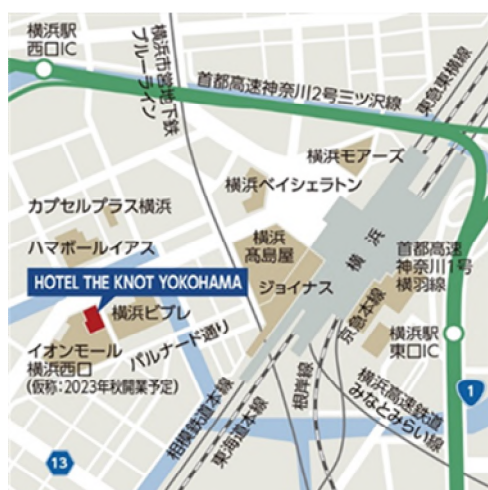 横浜駅
西口IC
横浜市営地下鉄
ブルーライン
首都高速神奈川2号三ツ沢線
東急東横線
横浜モアーズ
横浜ベイシェラトン
カプセルプラス横浜
ハマボールイアス
横浜
高島屋
ジョイナス
横浜
首都高速
神奈川1号
横羽線
HOTEL THE KNOT YOKOHAMA
横浜ビブレ
パルナード通り
イオンモール
横浜西口
(仮称:2023年秋開業予定)
京急本線
横浜駅
東口IC
相模鉄道本線
東海道本線
根岸線
横浜高速鉄道
みなとみらい線
1
13